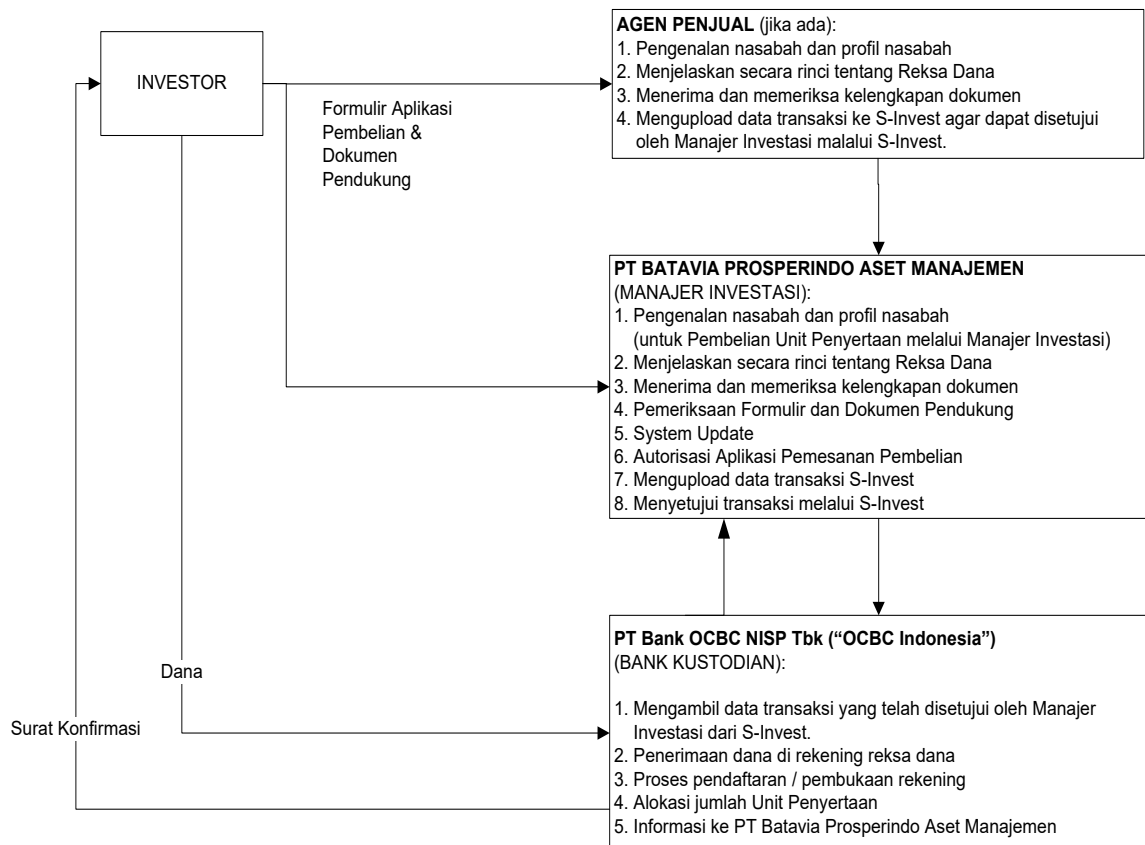 INVESTOR
Formulir Aplikasi
Pembelian &
Dokumen
Pendukung
AGEN PENJUAL (jika ada):
1. Pengenalan nasabah dan profil nasabah
2. Menjelaskan secara rinci tentang Reksa Dana
3. Menerima dan memeriksa kelengkapan dokumen
4. Mengupload data transaksi ke S-Invest agar dapat disetujui
oleh Manajer Investasi malalui S-Invest.
PT BATAVIA PROSPERINDO ASET MANAJEMEN
(MANAJER INVESTASI):
1. Pengenalan nasabah dan profil nasabah
(untuk Pembelian Unit Penyertaan melalui Manajer Investasi)
2. Menjelaskan secara rinci tentang Reksa Dana
3. Menerima dan memeriksa kelengkapan dokumen
4. Pemeriksaan Formulir dan Dokumen Pendukung
5. System Update
6. Autorisasi Aplikasi Pemesanan Pembelian
7. Mengupload data transaksi S-Invest
8. Menyetujui transaksi melalui S-Invest
Dana
Surat Konfirmasi
PT Bank OCBC NISP Tbk (“OCBC Indonesia”)
(BANK KUSTODIAN):
1. Mengambil data transaksi yang telah disetujui oleh Manajer
Investasi dari S-Invest.
2. Penerimaan dana di rekening reksa dana
3. Proses pendaftaran / pembukaan rekening
4. Alokasi jumlah Unit Penyertaan
5. Informasi ke PT Batavia Prosperindo Aset Manajemen